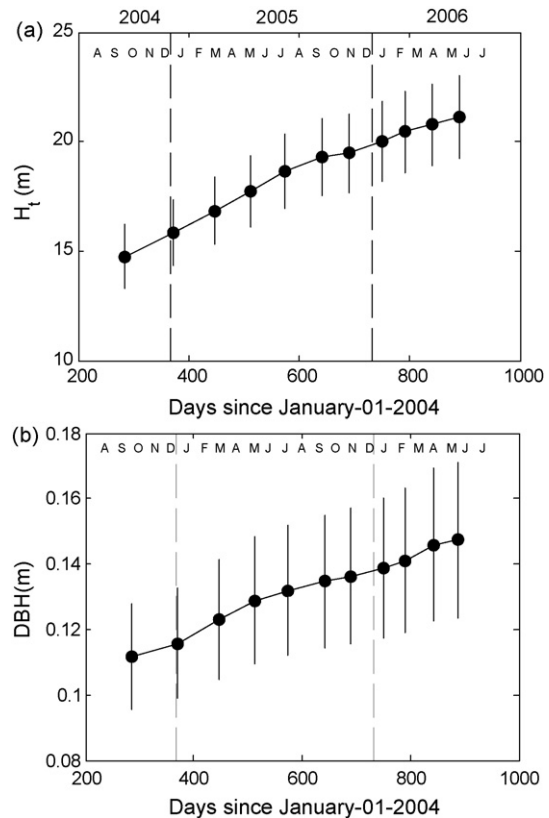 2004 2005 2006
(a)
A S O N D J F M A M J J A S O N D J F M A M J J
25
20
15
10
H_t (m)
200 400 600 800 1000
Days since January-01-2004
(b)
0.18
A S O N D J F M A M J J A S O N D J F M A M J J
0.16
0.14
0.12
0.1
0.08
DBH(m)
200 400 600 800 1000
Days since January-01-2004